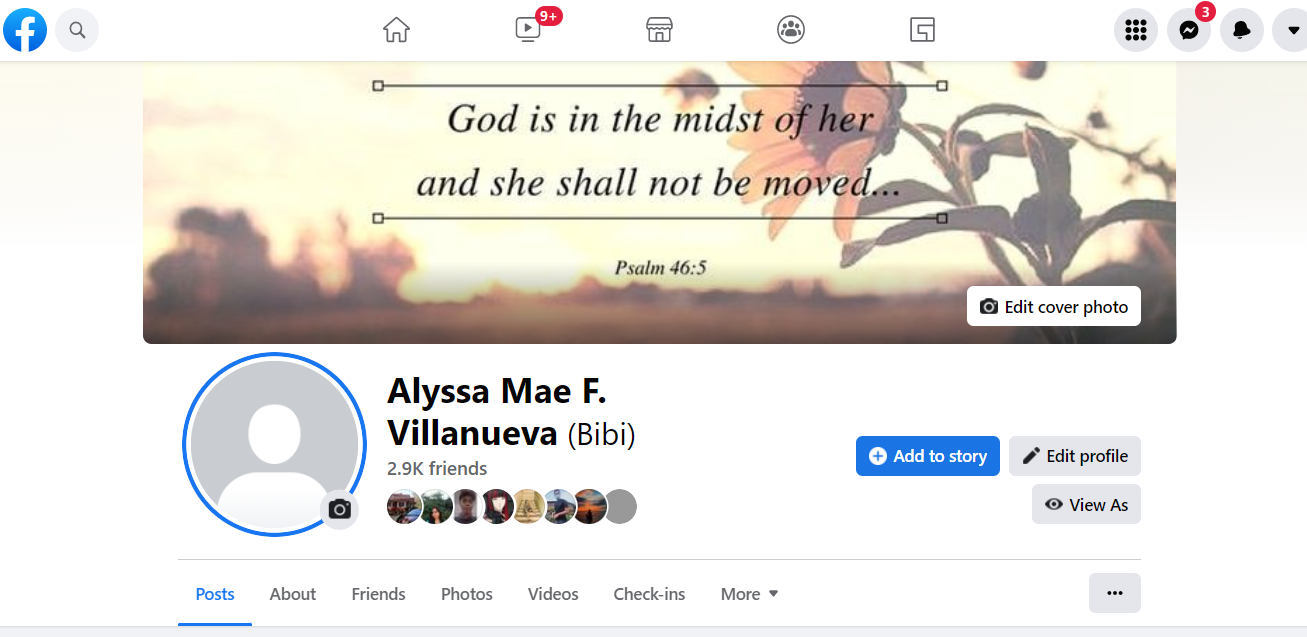 9+
3
God is in the midst of her
and she shall not be moved...
Psalm 46:5
Edit cover photo
Alyssa Mae F.
Villanueva (Bibi)
2.9K friends
Add to story
Edit profile
View As
Posts About Friends Photos Videos Check-ins More